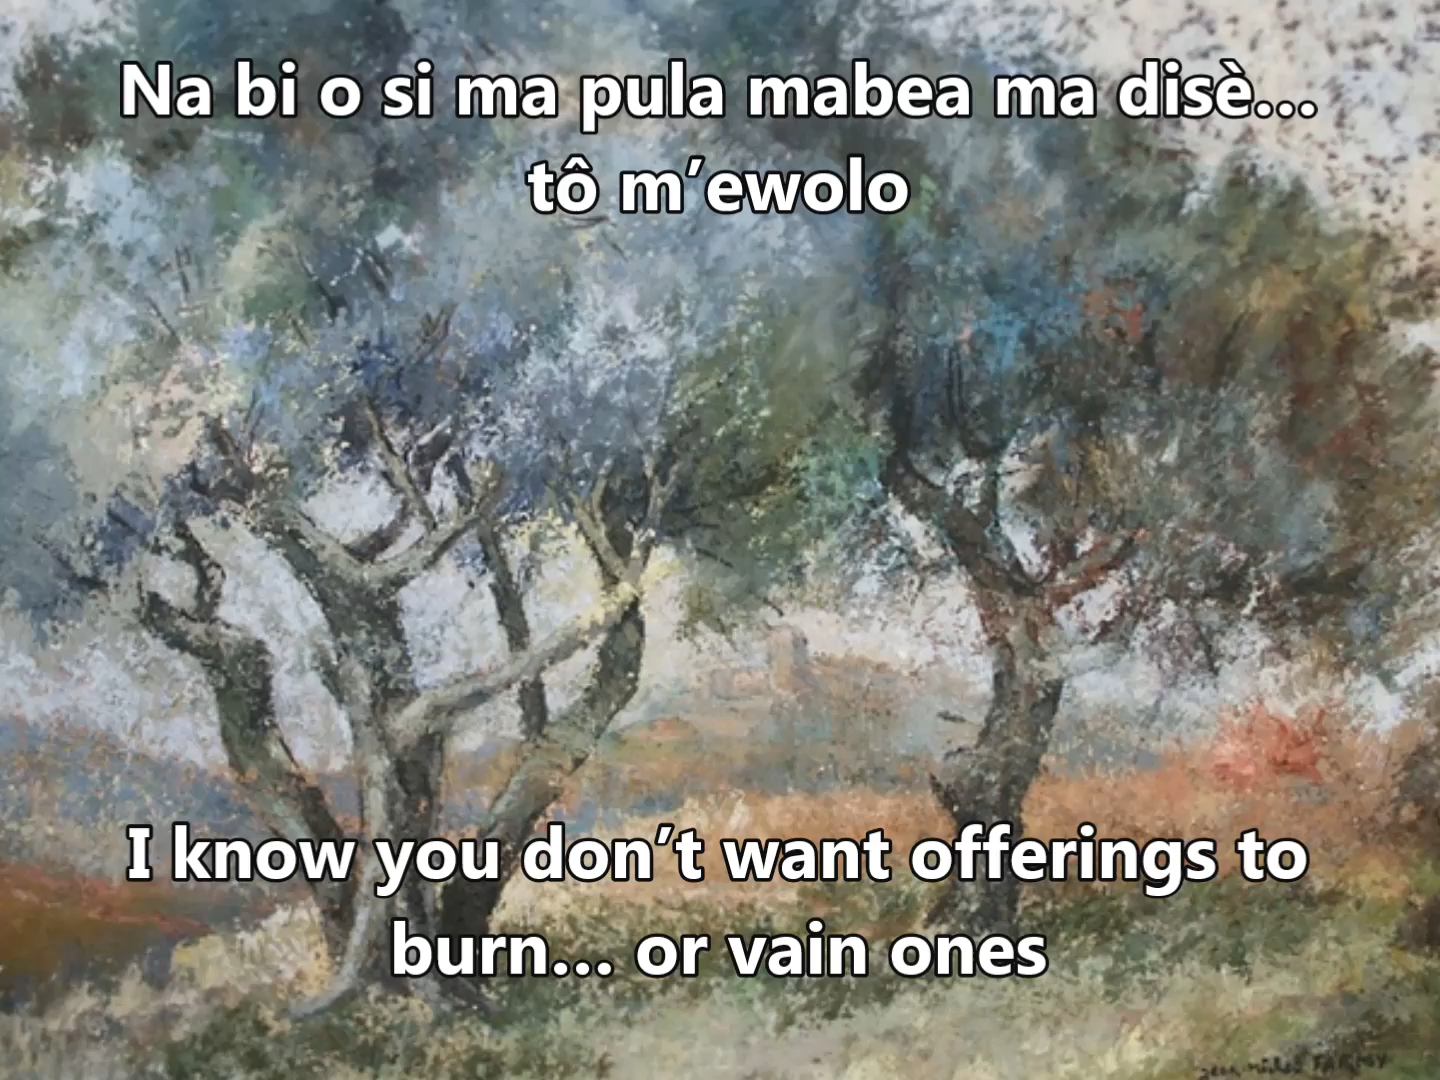 Na bi o si ma pula mabea ma disè...
tô m'ewolo
I know you don't want offerings to
burn... or vain ones